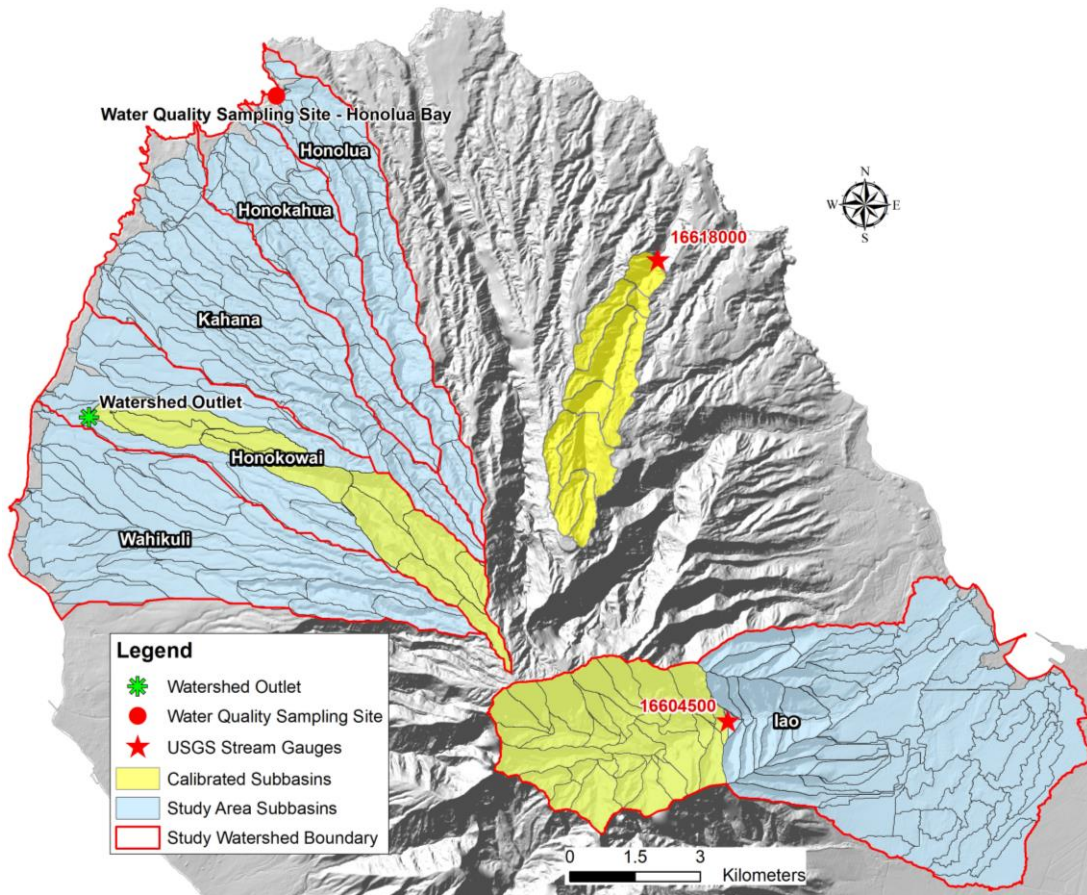 Water Quality Sampling Site - Honolua Bay
Honolua
Honokahua
N
W E
S
16618000
Kahana
Watershed Outlet
Honokowai
Wahikuli
16604500
Iao
Legend
Watershed Outlet
Water Quality Sampling Site
USGS Stream Gauges
Calibrated Subbasins
Study Area Subbasins
Study Watershed Boundary
0 1.5 3
Kilometers